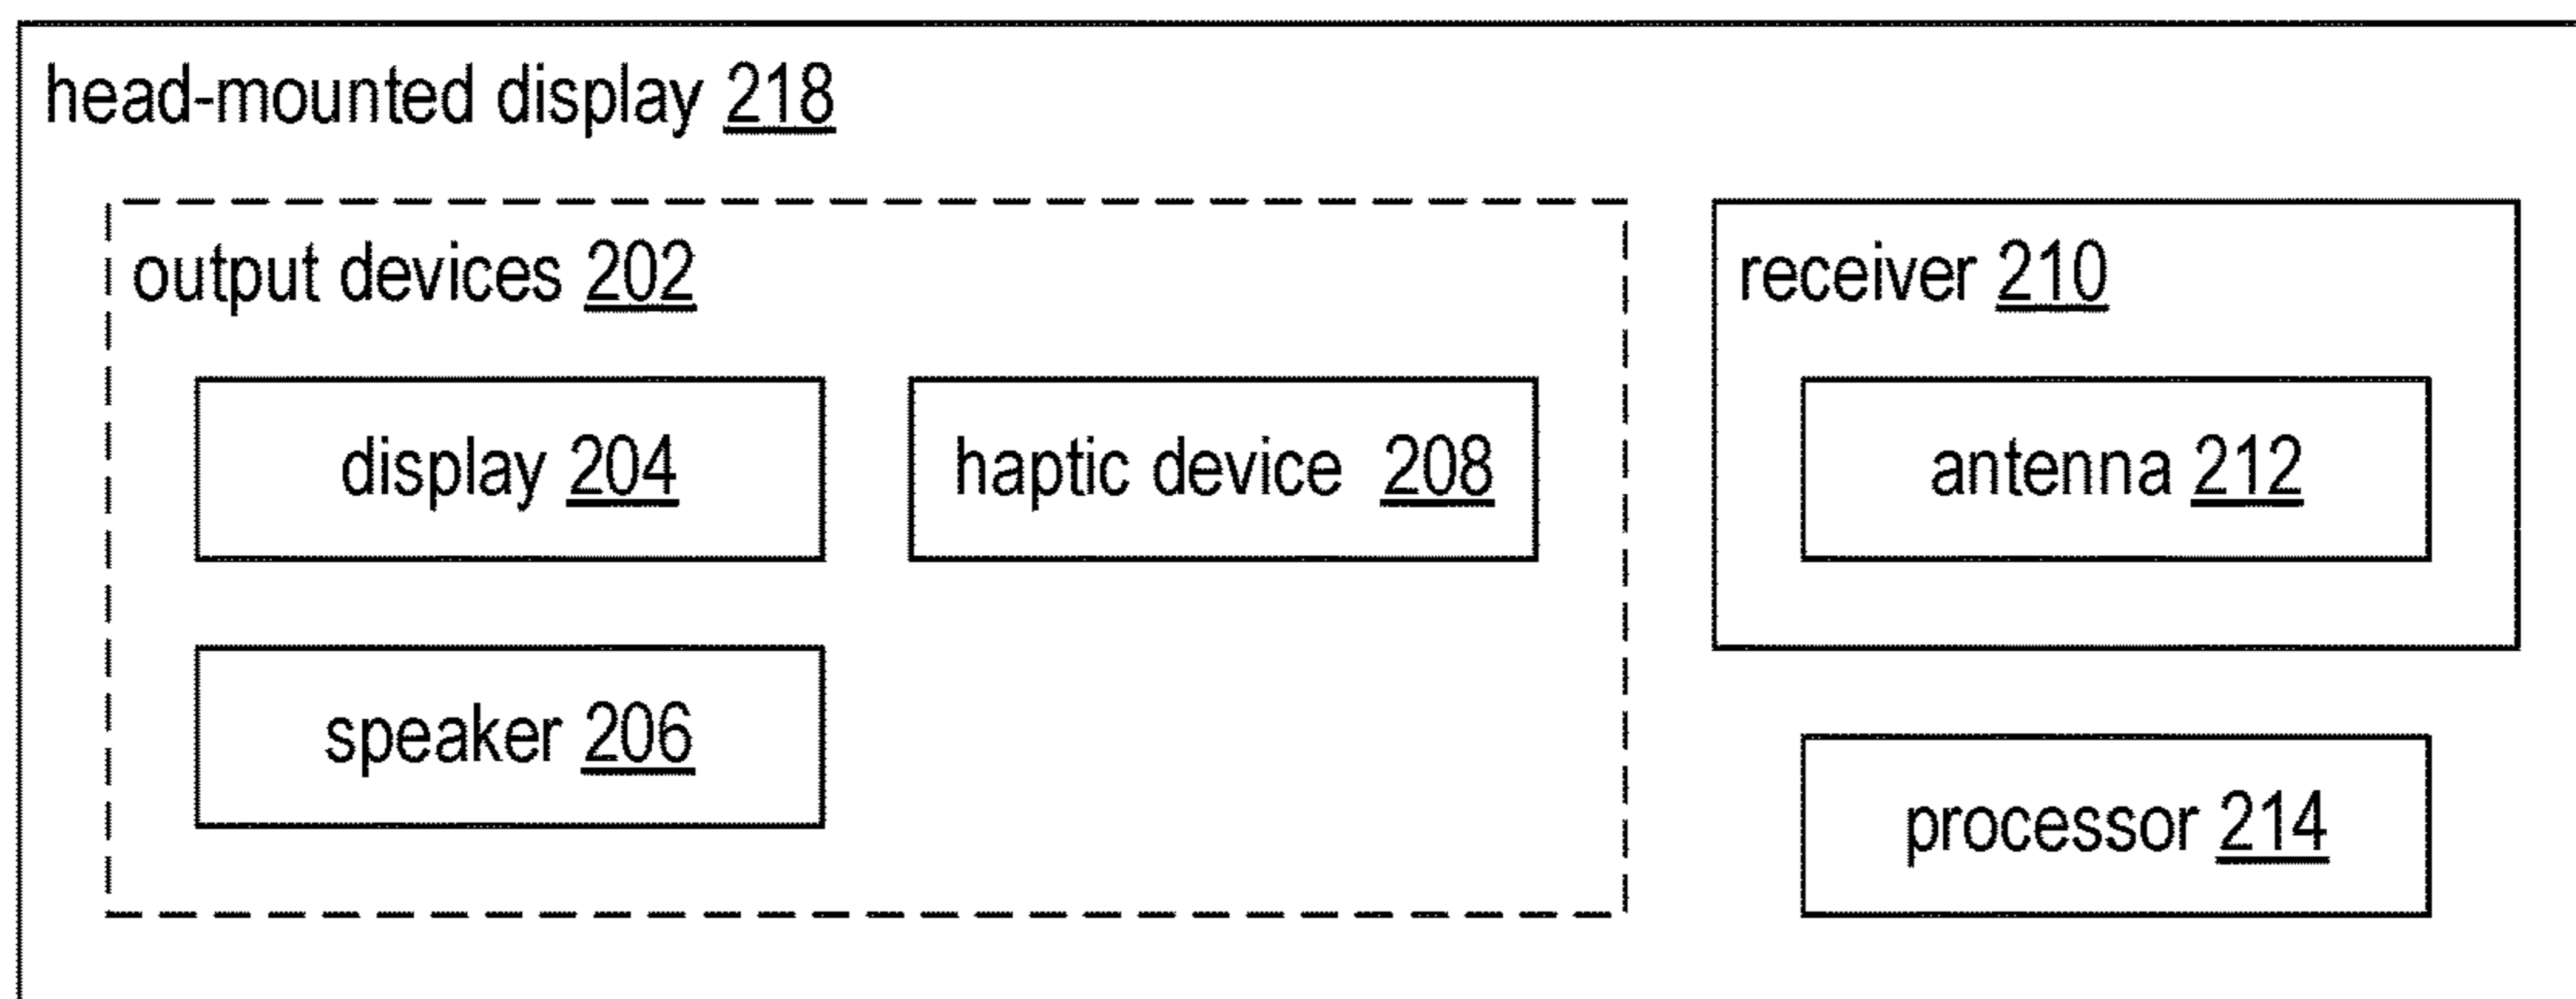 head-mounted display 218
output devices 202
receiver 210
display 204
haptic device 208
antenna 212
speaker 206
processor 214